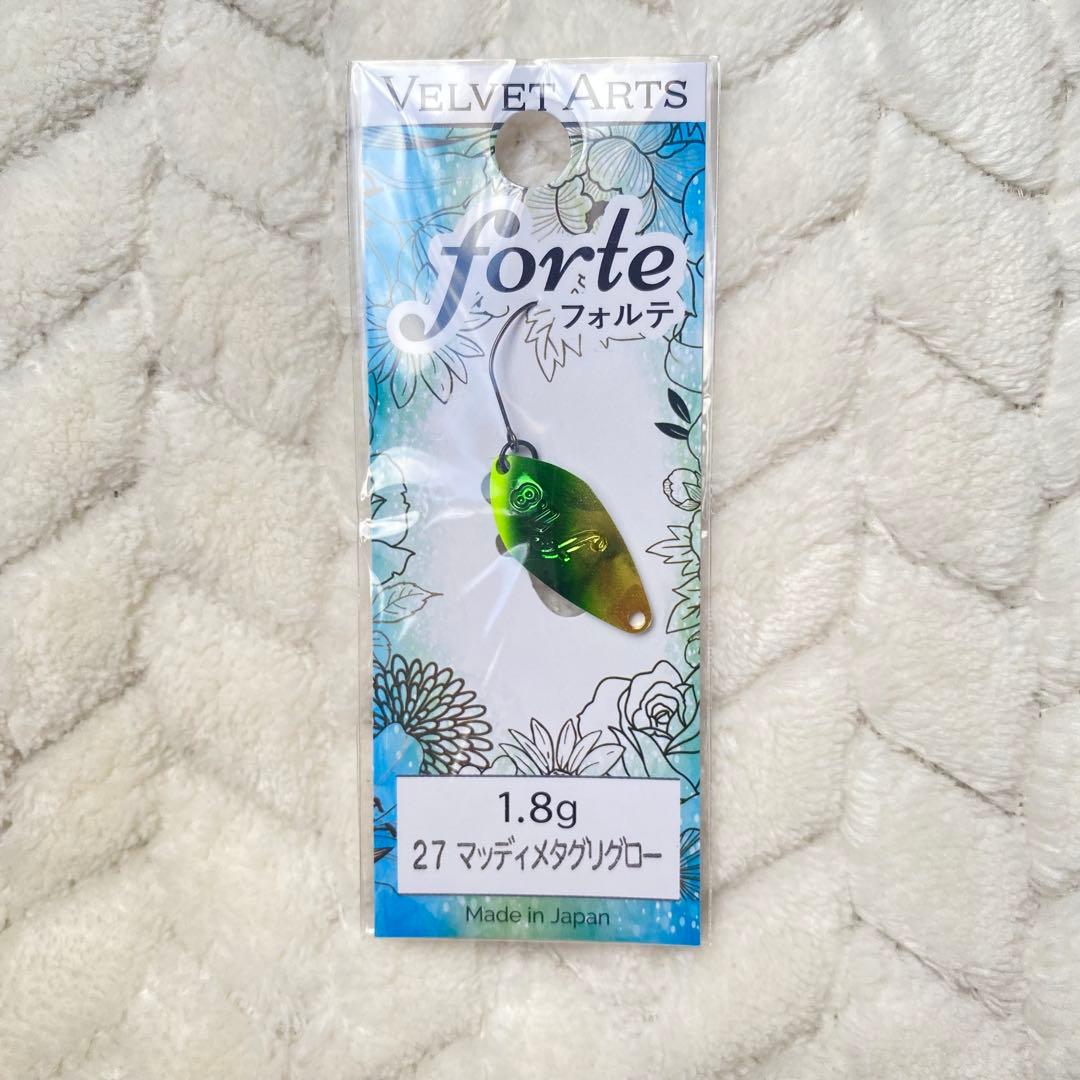 VELVET ARTS
forte
フォルテ
1.8g
27 マッディメタグリグロー
Made in Japan